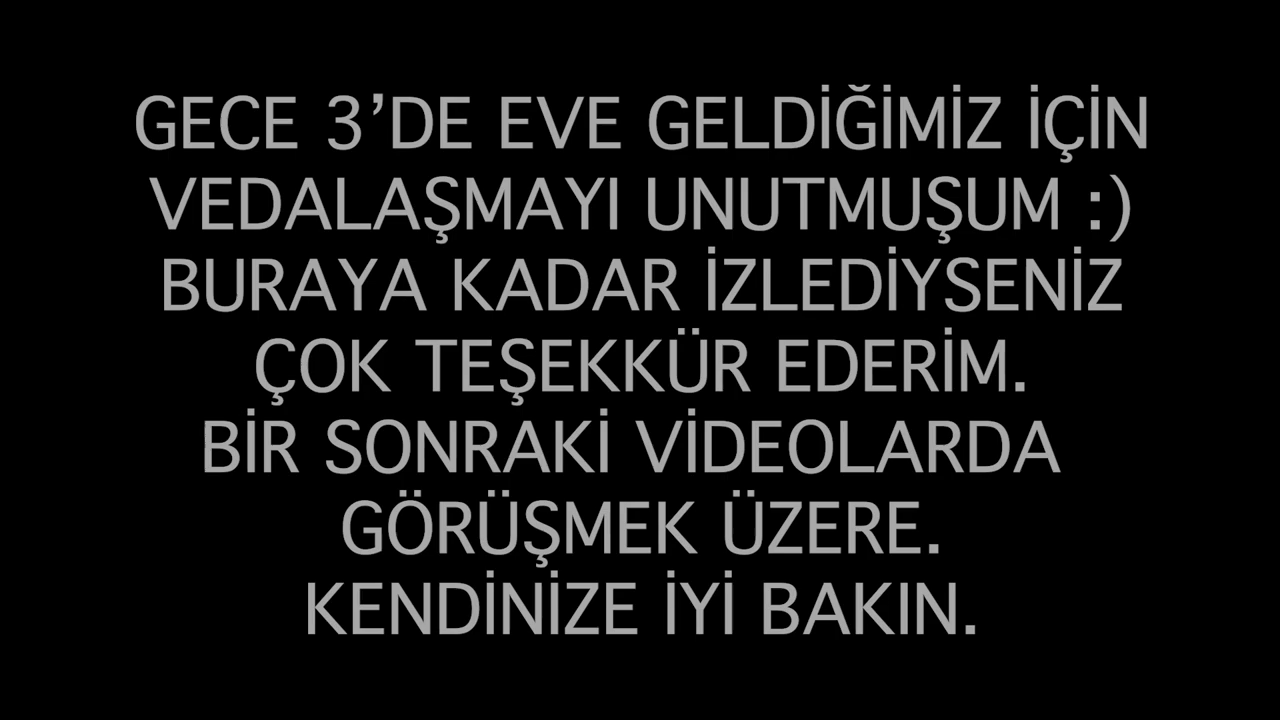 GECE 3’DE EVE GELDİĞİMİZ İÇİN
VEDALAŞMAYI UNUTMUŞUM :)
BURAYA KADAR İZLEDİYSENİZ
ÇOK TEŞEKKÜR EDERİM.
BİR SONRAKİ VİDEOLARDA
GÖRÜŞMEK ÜZERE.
KENDİNİZE İYİ BAKIN.